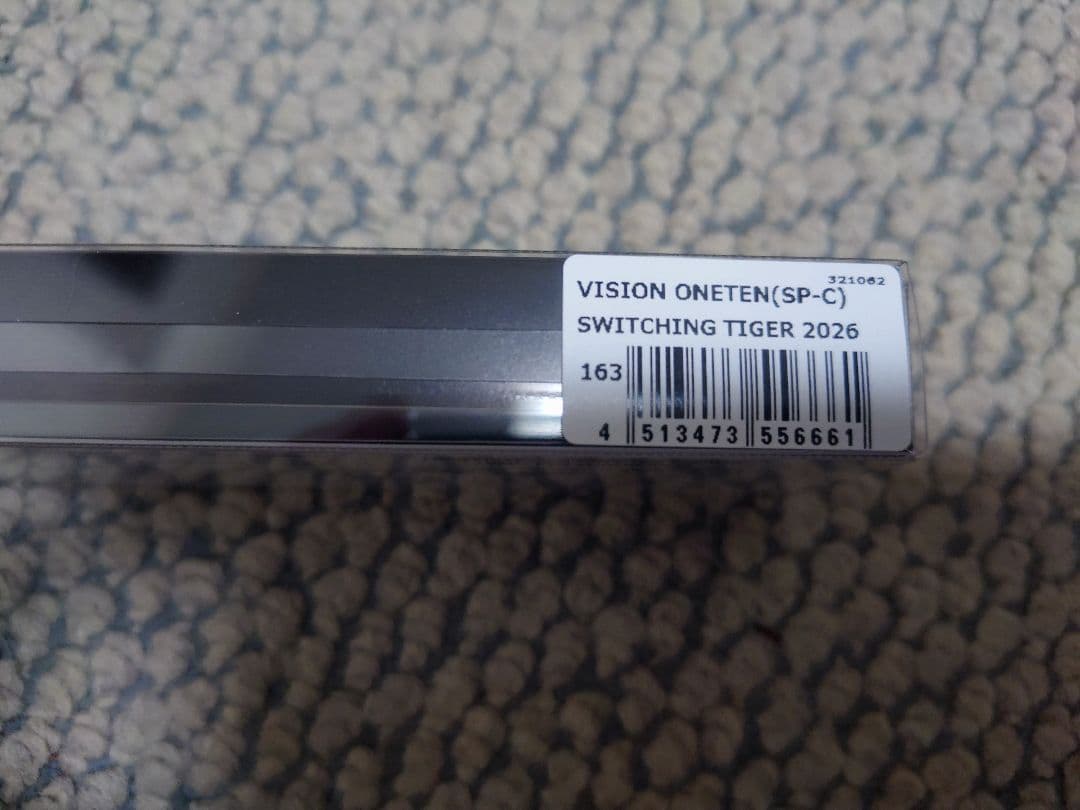 321062
VISION ONETEN(SP-C)
SWITCHING TIGER 2026
163
4 513473 556661